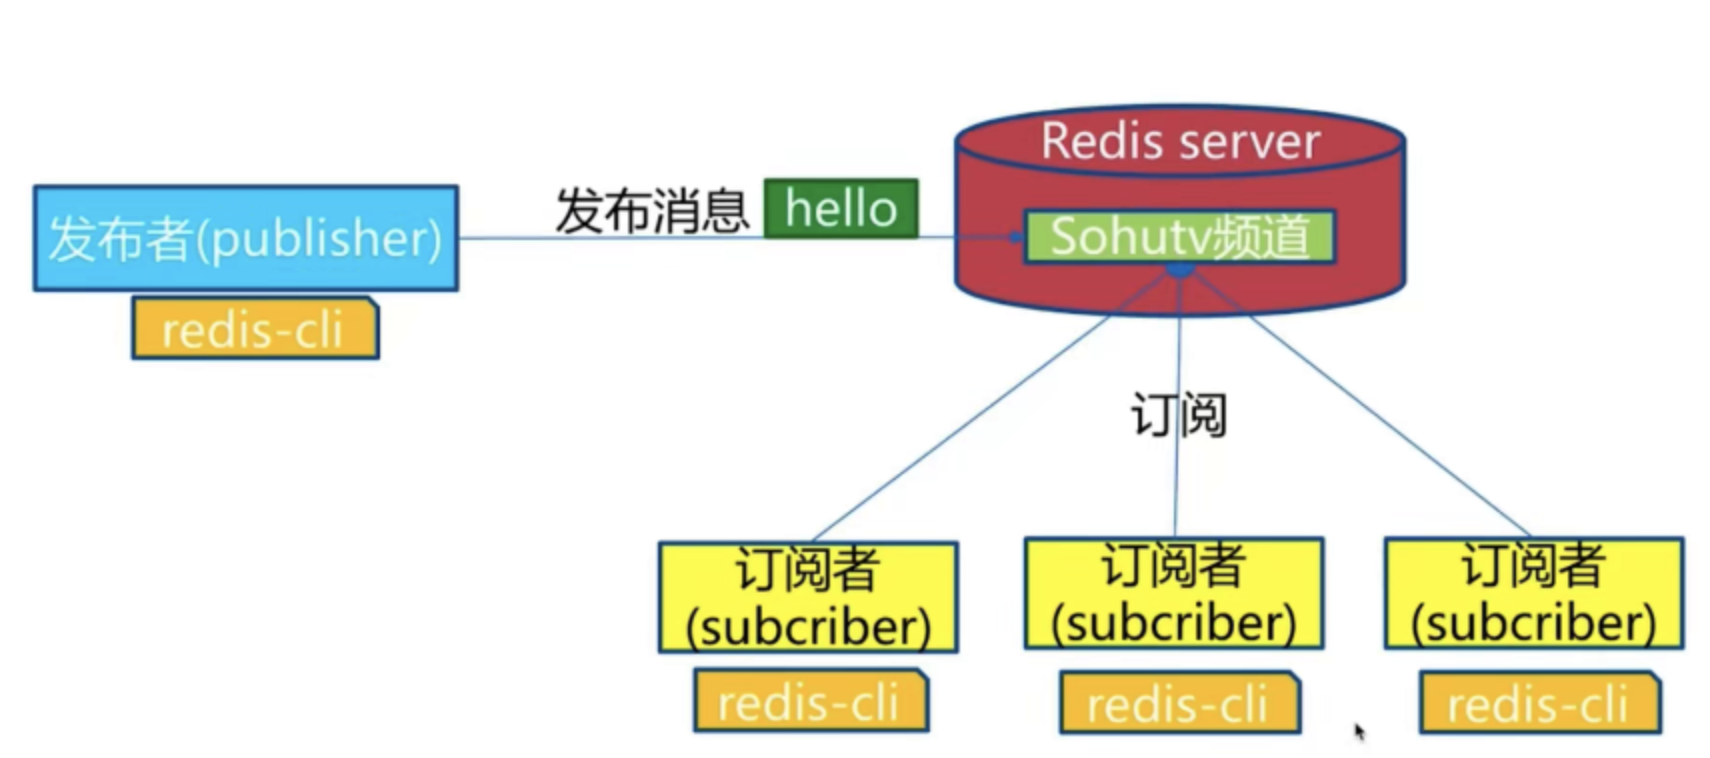 Redis server
发布消息 hello
发布者(publisher)
Sohutv频道
redis-cli
订阅
订阅者
(subcriber)
订阅者
(subcriber)
订阅者
(subcriber)
redis-cli
redis-cli
redis-cli